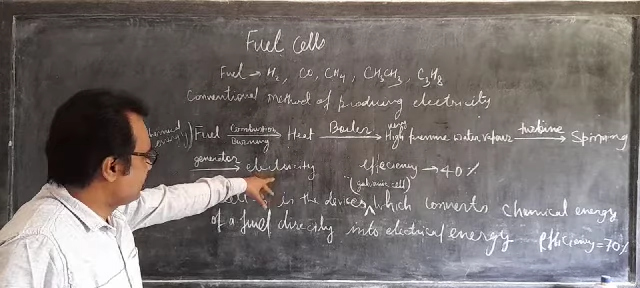 Fuel cells
Fuel → H₂, CO, CH₄, CH₃CH₃, C₃H₈
Conventional method of producing electricity
Fuel Combustion Burning → Heat Boiler → High pressure water vapour turbine → Spinning
generator → electricity efficiency → 40%
(galvanic cell)
is the devices, which converts chemical energy
of a fuel directly into electrical energy Efficiency = 70%